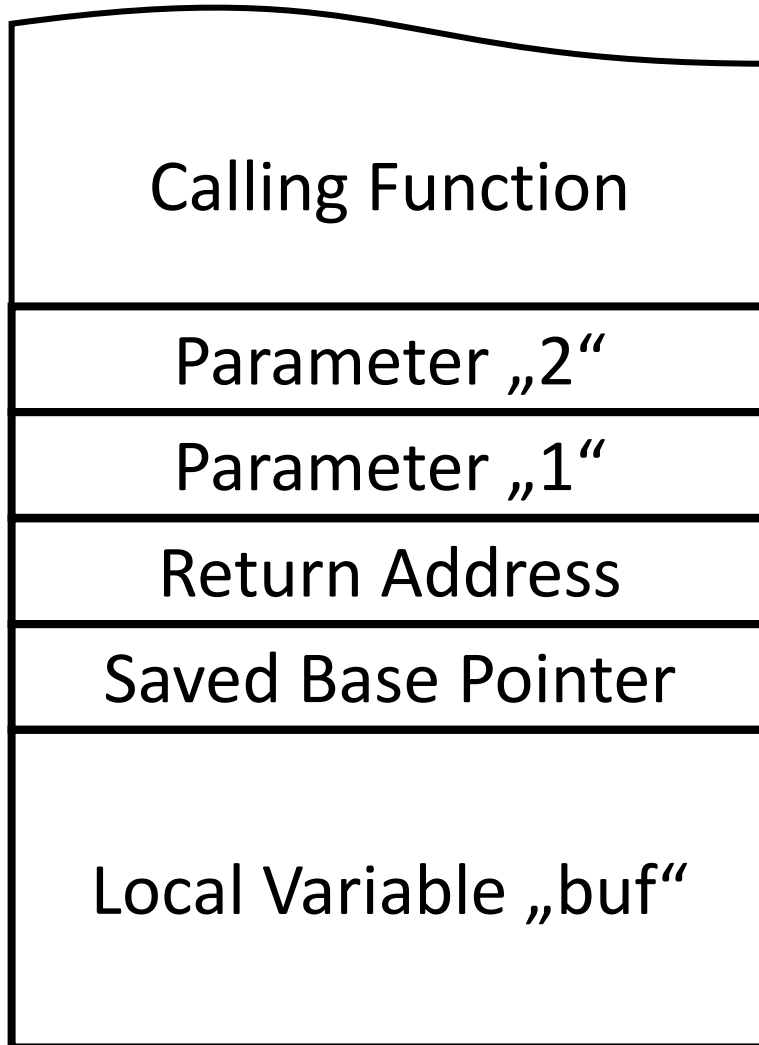 Calling Function
Parameter „2“
Parameter „1“
Return Address
Saved Base Pointer
Local Variable „buf“